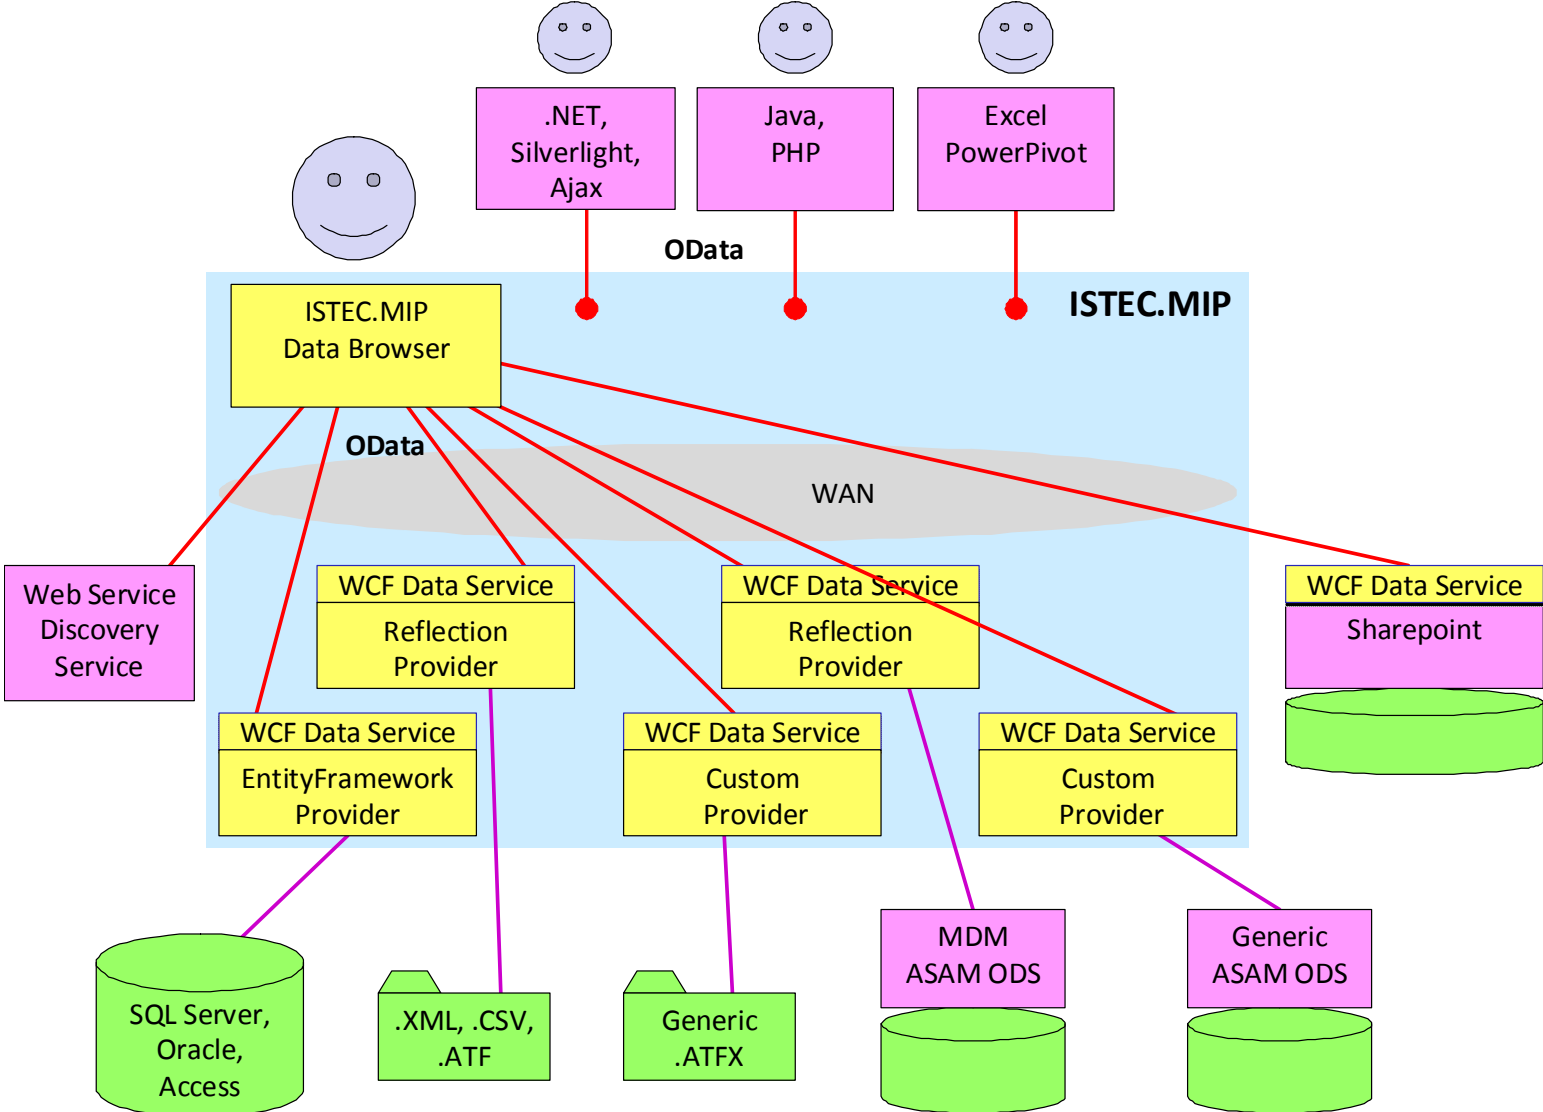 .NET,
Silverlight,
Ajax
Java,
PHP
Excel
PowerPivot
OData
ISTEC.MIP
ISTEC.MIP
Data Browser
OData
WAN
Web Service
Discovery
Service
WCF Data Service
Reflection
Provider
WCF Data Service
Reflection
Provider
WCF Data Service
Sharepoint
WCF Data Service
EntityFramework
Provider
WCF Data Service
Custom
Provider
WCF Data Service
Custom
Provider
SQL Server,
Oracle,
Access
.XML, .CSV,
.ATF
Generic
.ATFX
MDM
ASAM ODS
Generic
ASAM ODS